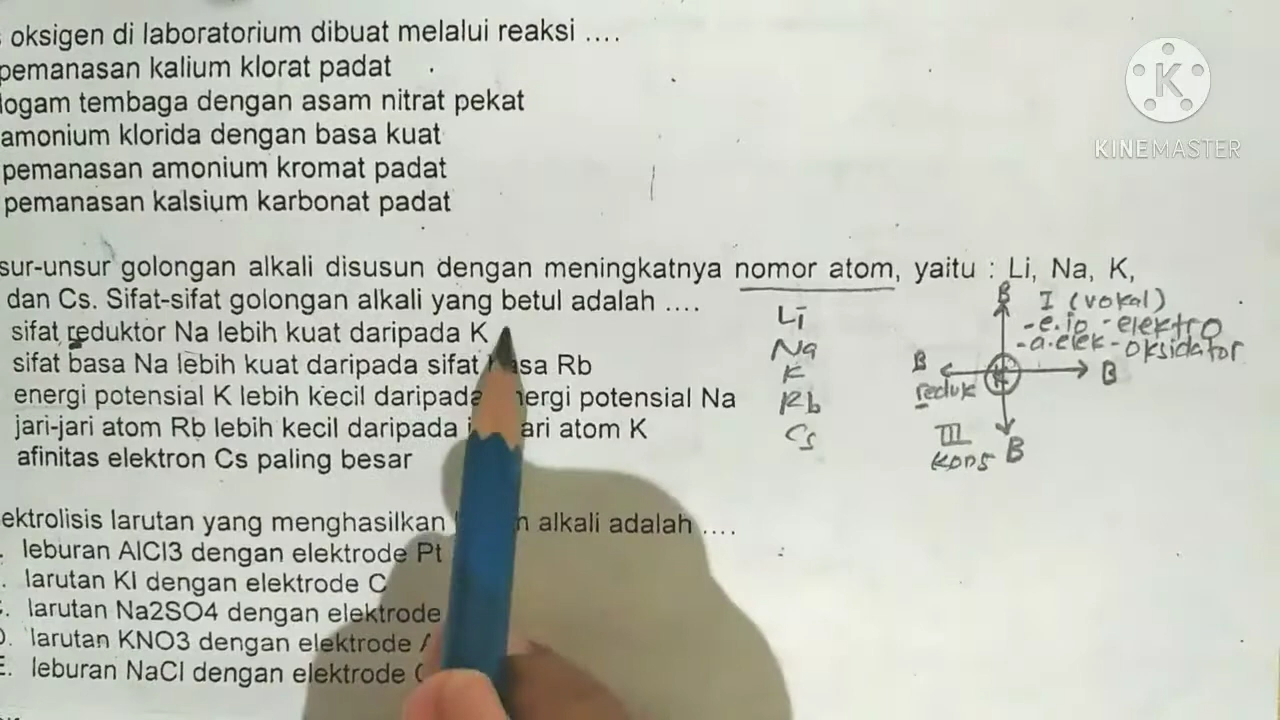 oksigen di laboratorium dibuat melalui reaksi ....
pemanasan kalium klorat padat
logam tembaga dengan asam nitrat pekat
amonium klorida dengan basa kuat
pemanasan amonium kromat padat
pemanasan kalsium karbonat padat
K
KINEMASTER
sur-unsur golongan alkali disusun dengan meningkatnya nomor atom, yaitu : Li, Na, K,
dan Cs. Sifat-sifat golongan alkali yang betul adalah ....
sifat reduktor Na lebih kuat daripada K
sifat basa Na lebih kuat daripada sifat basa Rb
energi potensial K lebih kecil daripada energi potensial Na
jari-jari atom Rb lebih kecil daripada jari-jari atom K
afinitas elektron Cs paling besar
Li
Na
K
Rb
Cs
B
I (vokal)
- e. io - elektro
- a. elek - oksidator
B
B
reduk
III
kons
B
ektrolisis larutan yang menghasilkan alkali adalah ....
leburan AlCl3 dengan elektrode Pt
larutan KI dengan elektrode C
larutan Na2SO4 dengan elektrode
larutan KNO3 dengan elektrode
E. leburan NaCl dengan elektrode